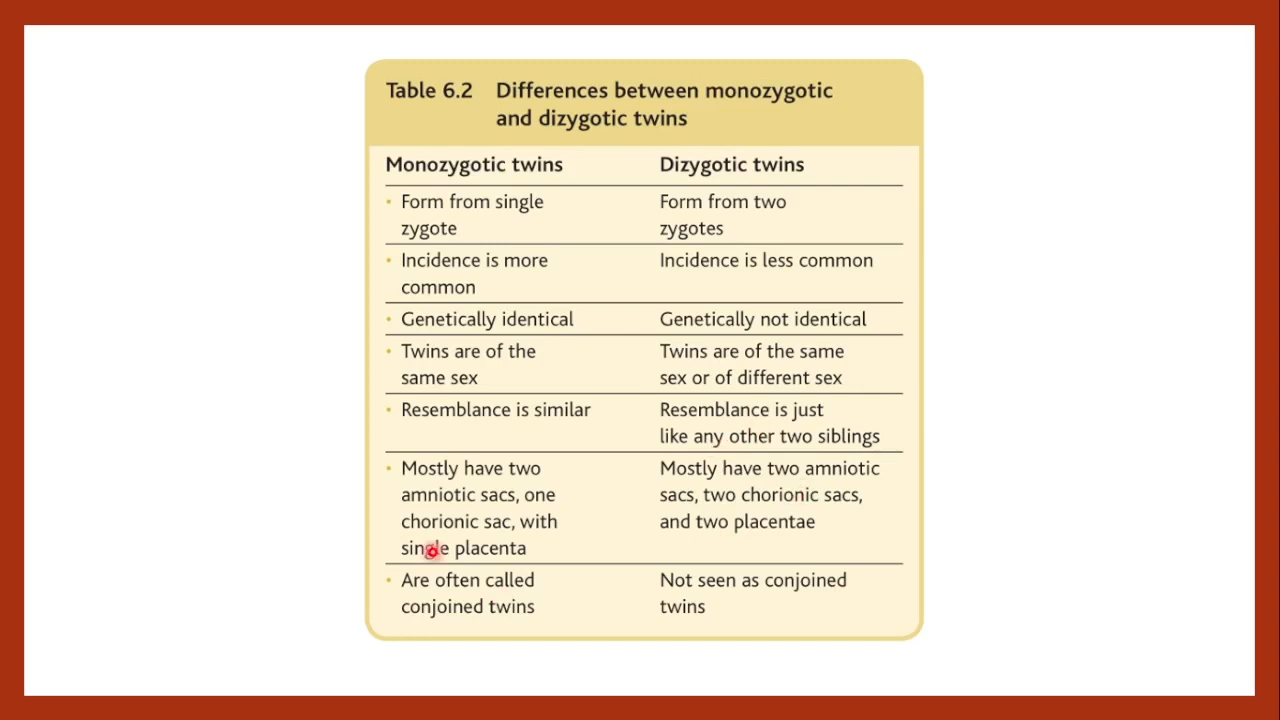 Table 6.2 Differences between monozygotic
and dizygotic twins
Monozygotic twins Dizygotic twins
• Form from single Form from two
zygote zygotes
• Incidence is more Incidence is less common
common
• Genetically identical Genetically not identical
• Twins are of the Twins are of the same
same sex sex or of different sex
• Resemblance is similar Resemblance is just
like any other two siblings
• Mostly have two Mostly have two amniotic
amniotic sacs, one sacs, two chorionic sacs,
chorionic sac, with and two placentae
single placenta
• Are often called Not seen as conjoined
conjoined twins twins